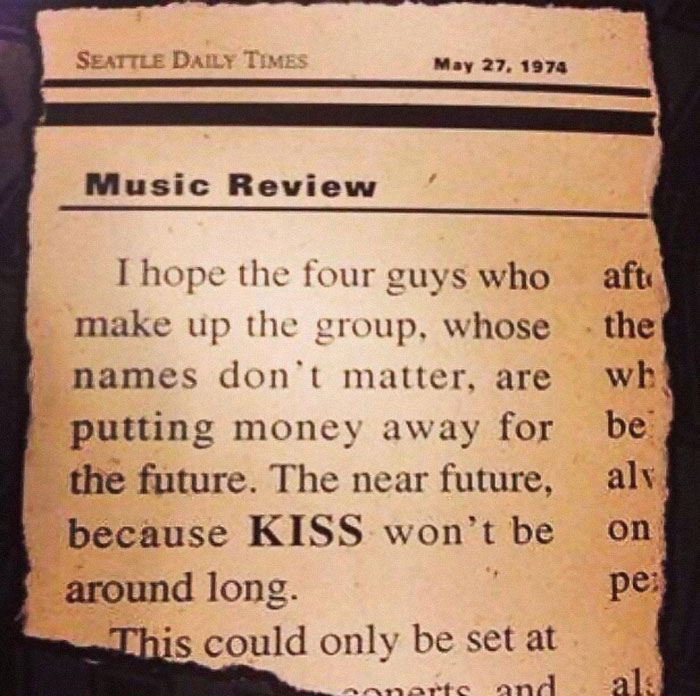 SEATTLE DAILY TIMES May 27, 1974
Music Review
I hope the four guys who
make up the group, whose
names don't matter, are
putting money away for
the future. The near future,
because KISS won't be
around long.
This could only be set at
and
the
be
on